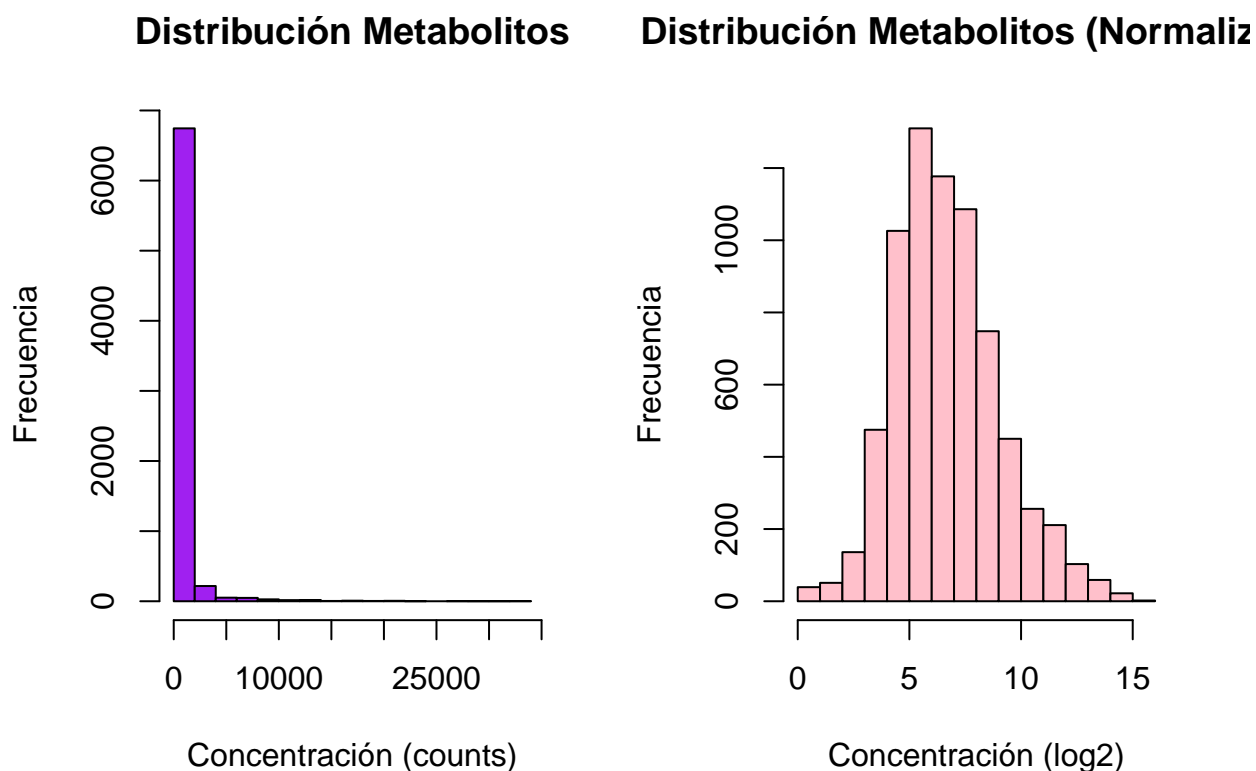 Distribución Metabolitos
Frecuencia
6000
4000
2000
0
0 10000 25000
Concentración (counts)
Distribución Metabolitos (Normaliz
Frecuencia
1000
600
200
0
0 5 10 15
Concentración (log2)